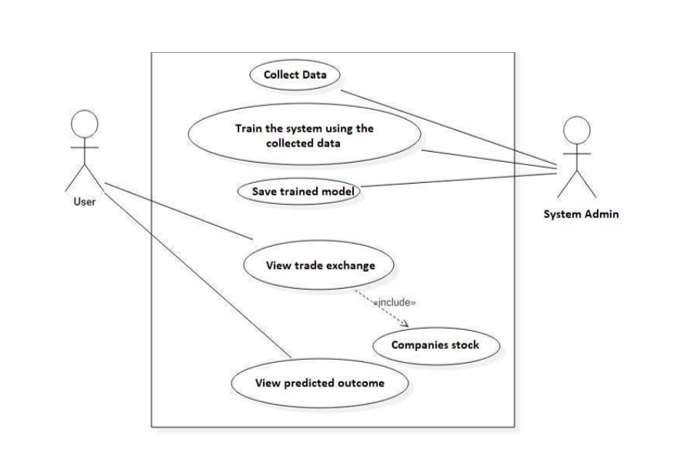 Collect Data
Train the system using the
collected data
Save trained model
User
System Admin
View trade exchange
«include»
Companies stock
View predicted outcome